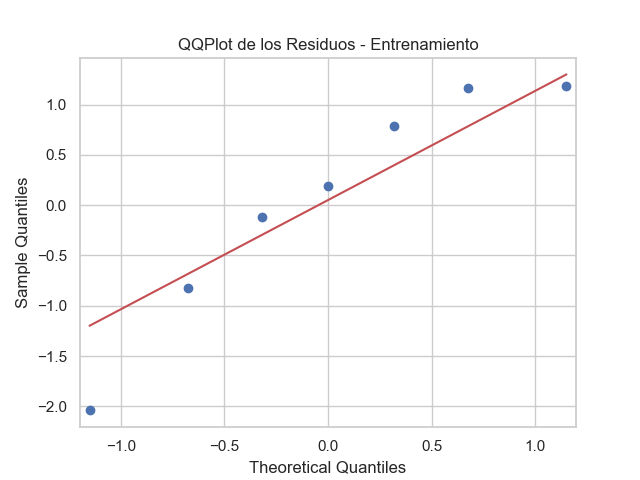 QQPlot de los Residuos - Entrenamiento
1.0
0.5
0.0
−0.5
−1.0
−1.5
−2.0
Sample Quantiles
−1.0 −0.5 0.0 0.5 1.0
Theoretical Quantiles